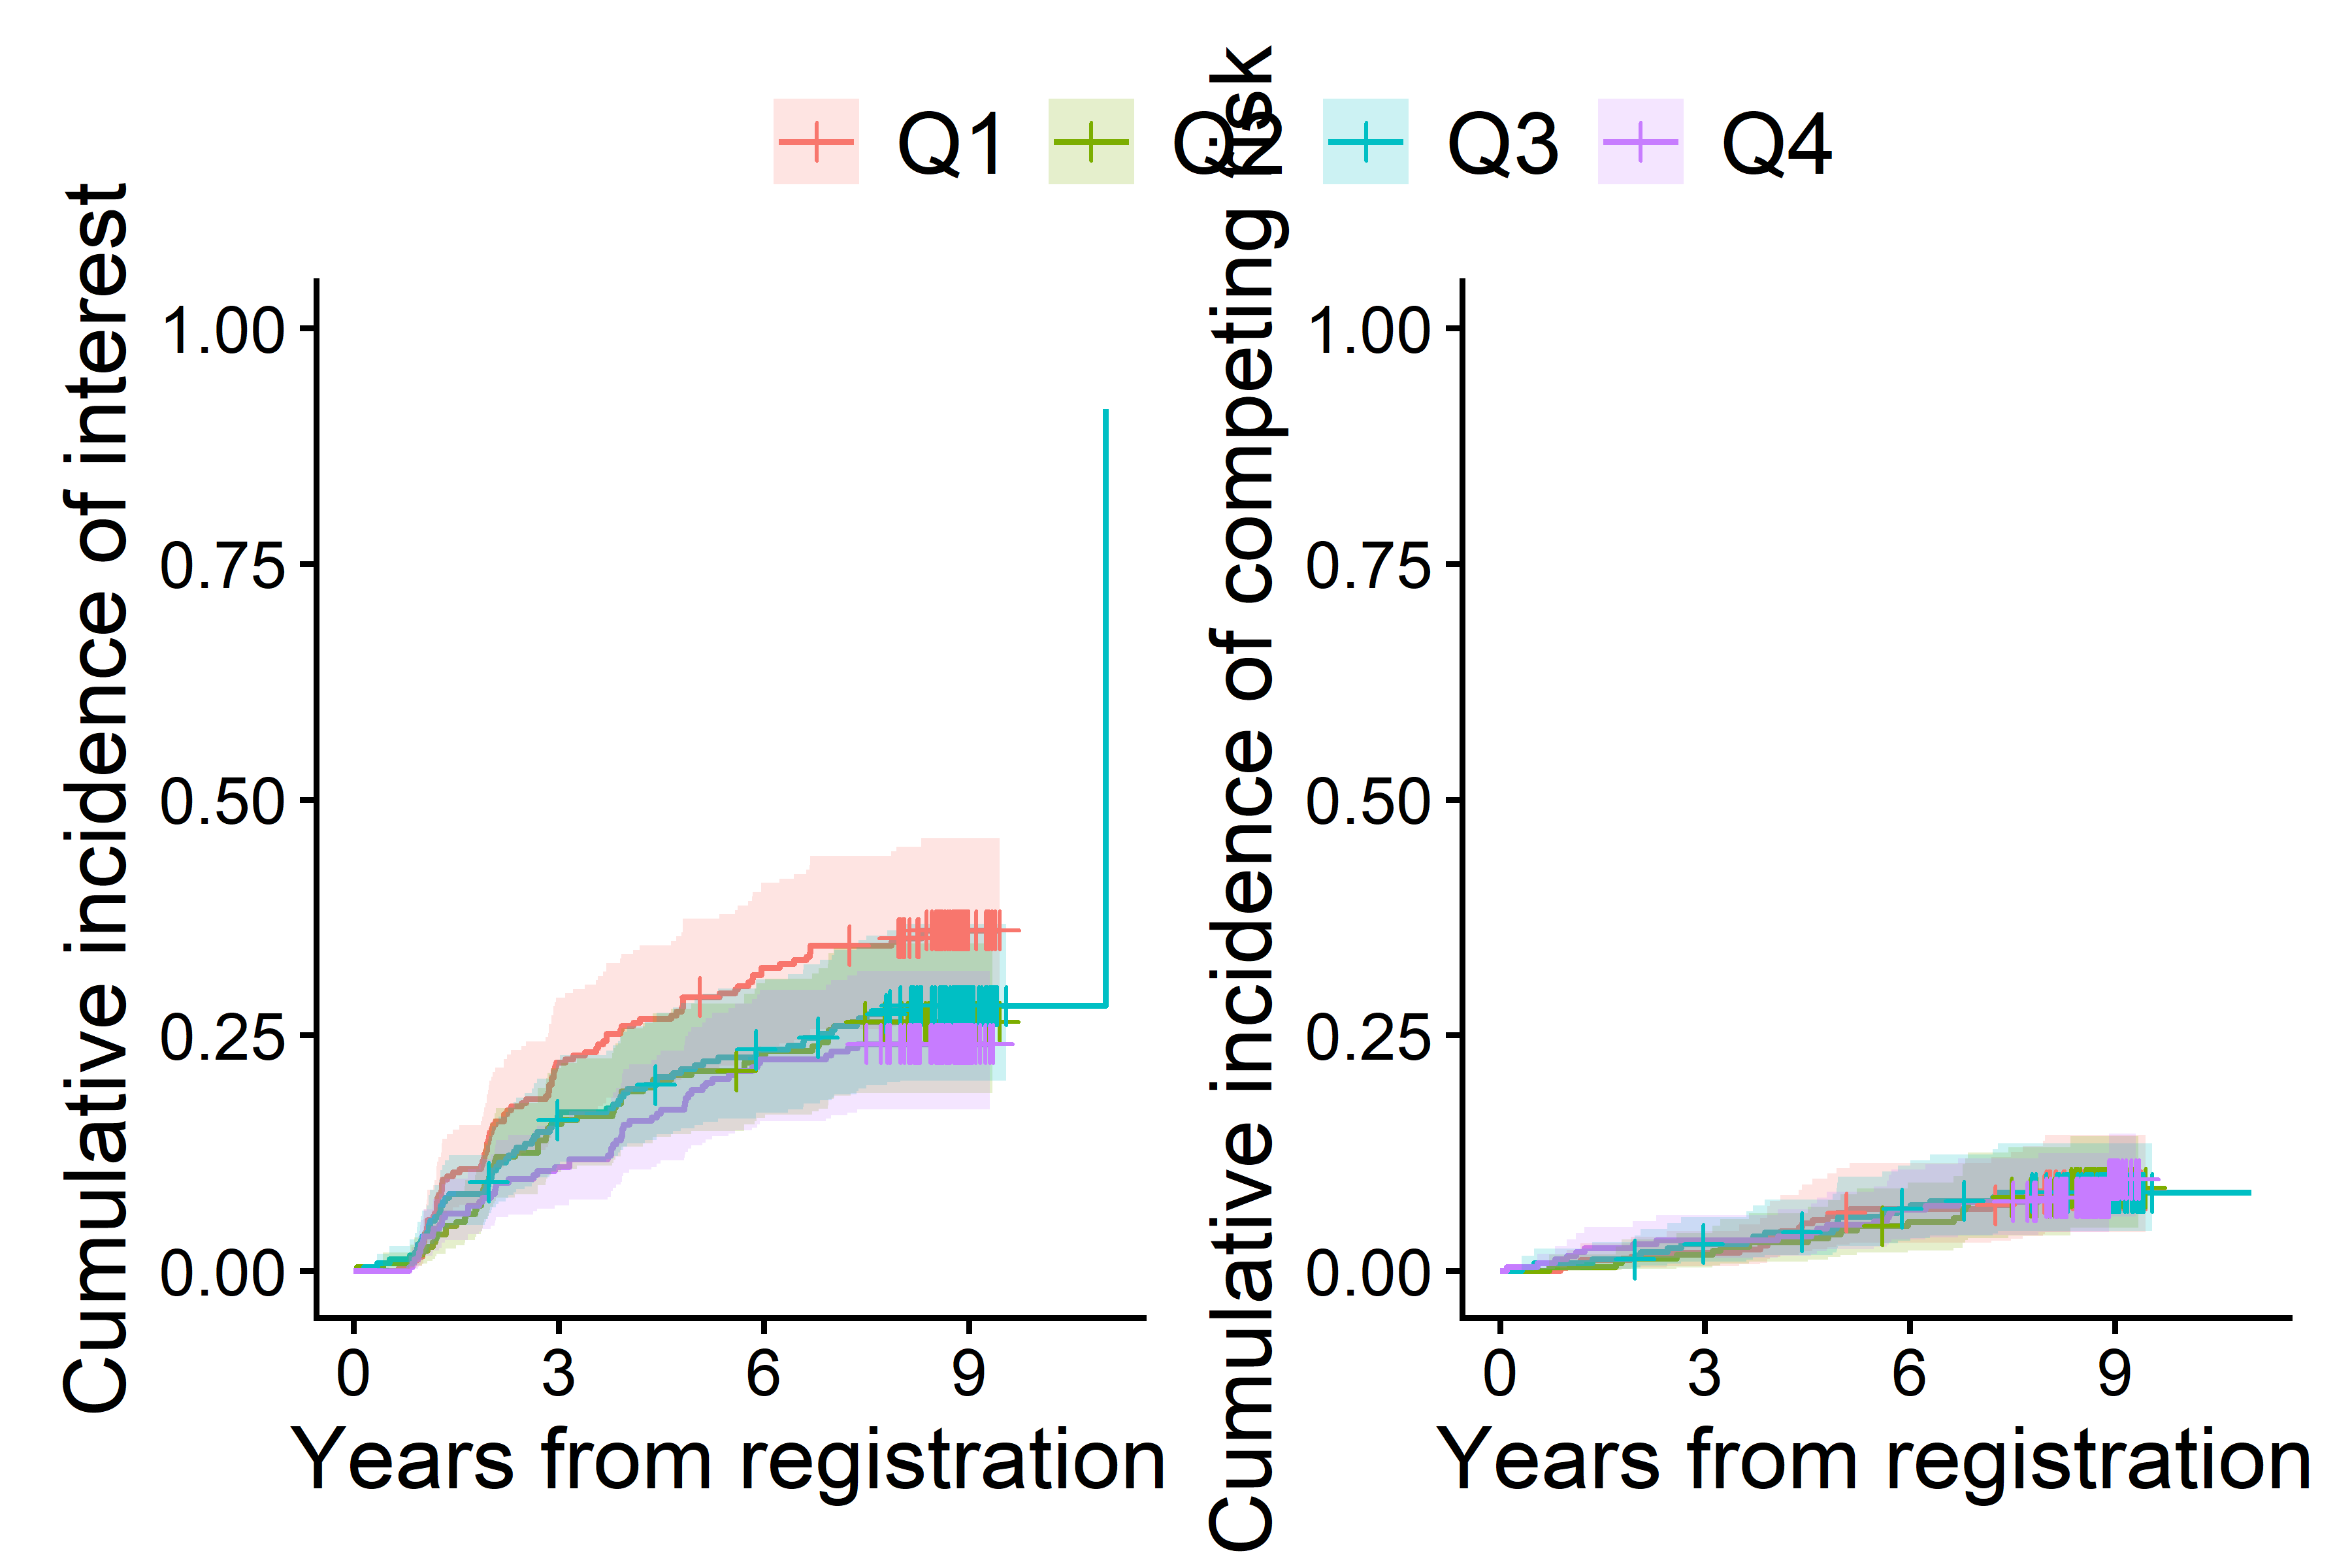 Q1 Q2 Q3 Q4
Cumulative incidence of interest
1.00
0.75
0.50
0.25
0.00
0 3 6 9
Years from registration
Cumulative incidence of competing risk
1.00
0.75
0.50
0.25
0.00
0 3 6 9
Years from registration